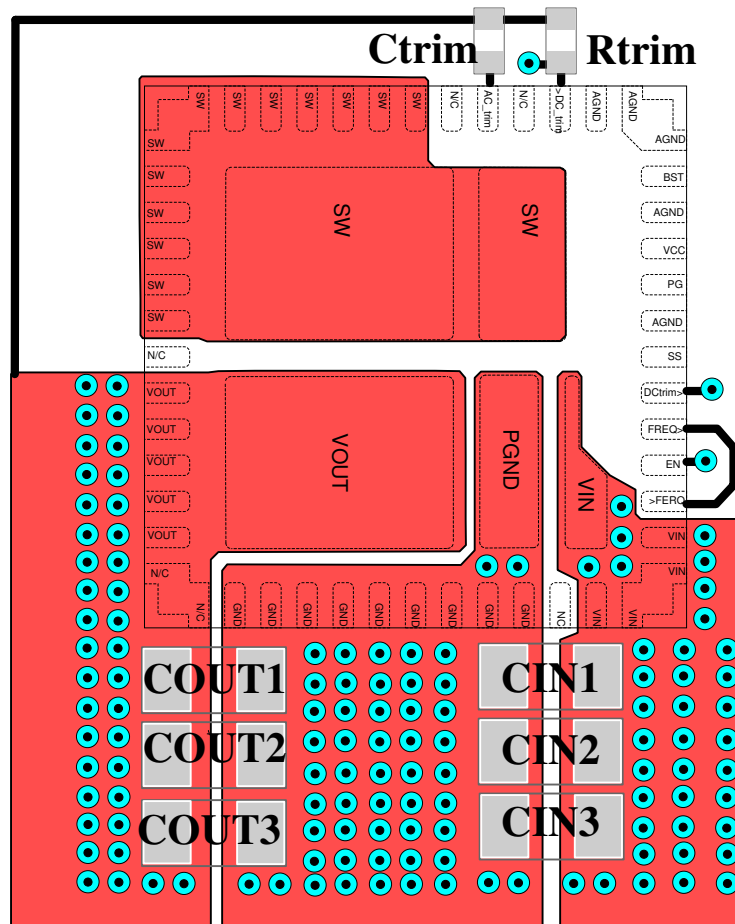 Ctrim Rtrim
SW SW SW SW SW SW SW N/C AC_trim N/C >DC_trim AGND AGND
SW AGND
SW BST
SW AGND
SW VCC
SW PG
SW AGND
SW SW
N/C SS
VOUT DCtrim>
VOUT FREQ>
VOUT EN
VOUT >FERQ
VOUT VIN
N/C VIN
VOUT PGND VIN
N/C GND GND GND GND GND GND GND GND NC VIN VIN
COUT1 CIN1
COUT2 CIN2
COUT3 CIN3